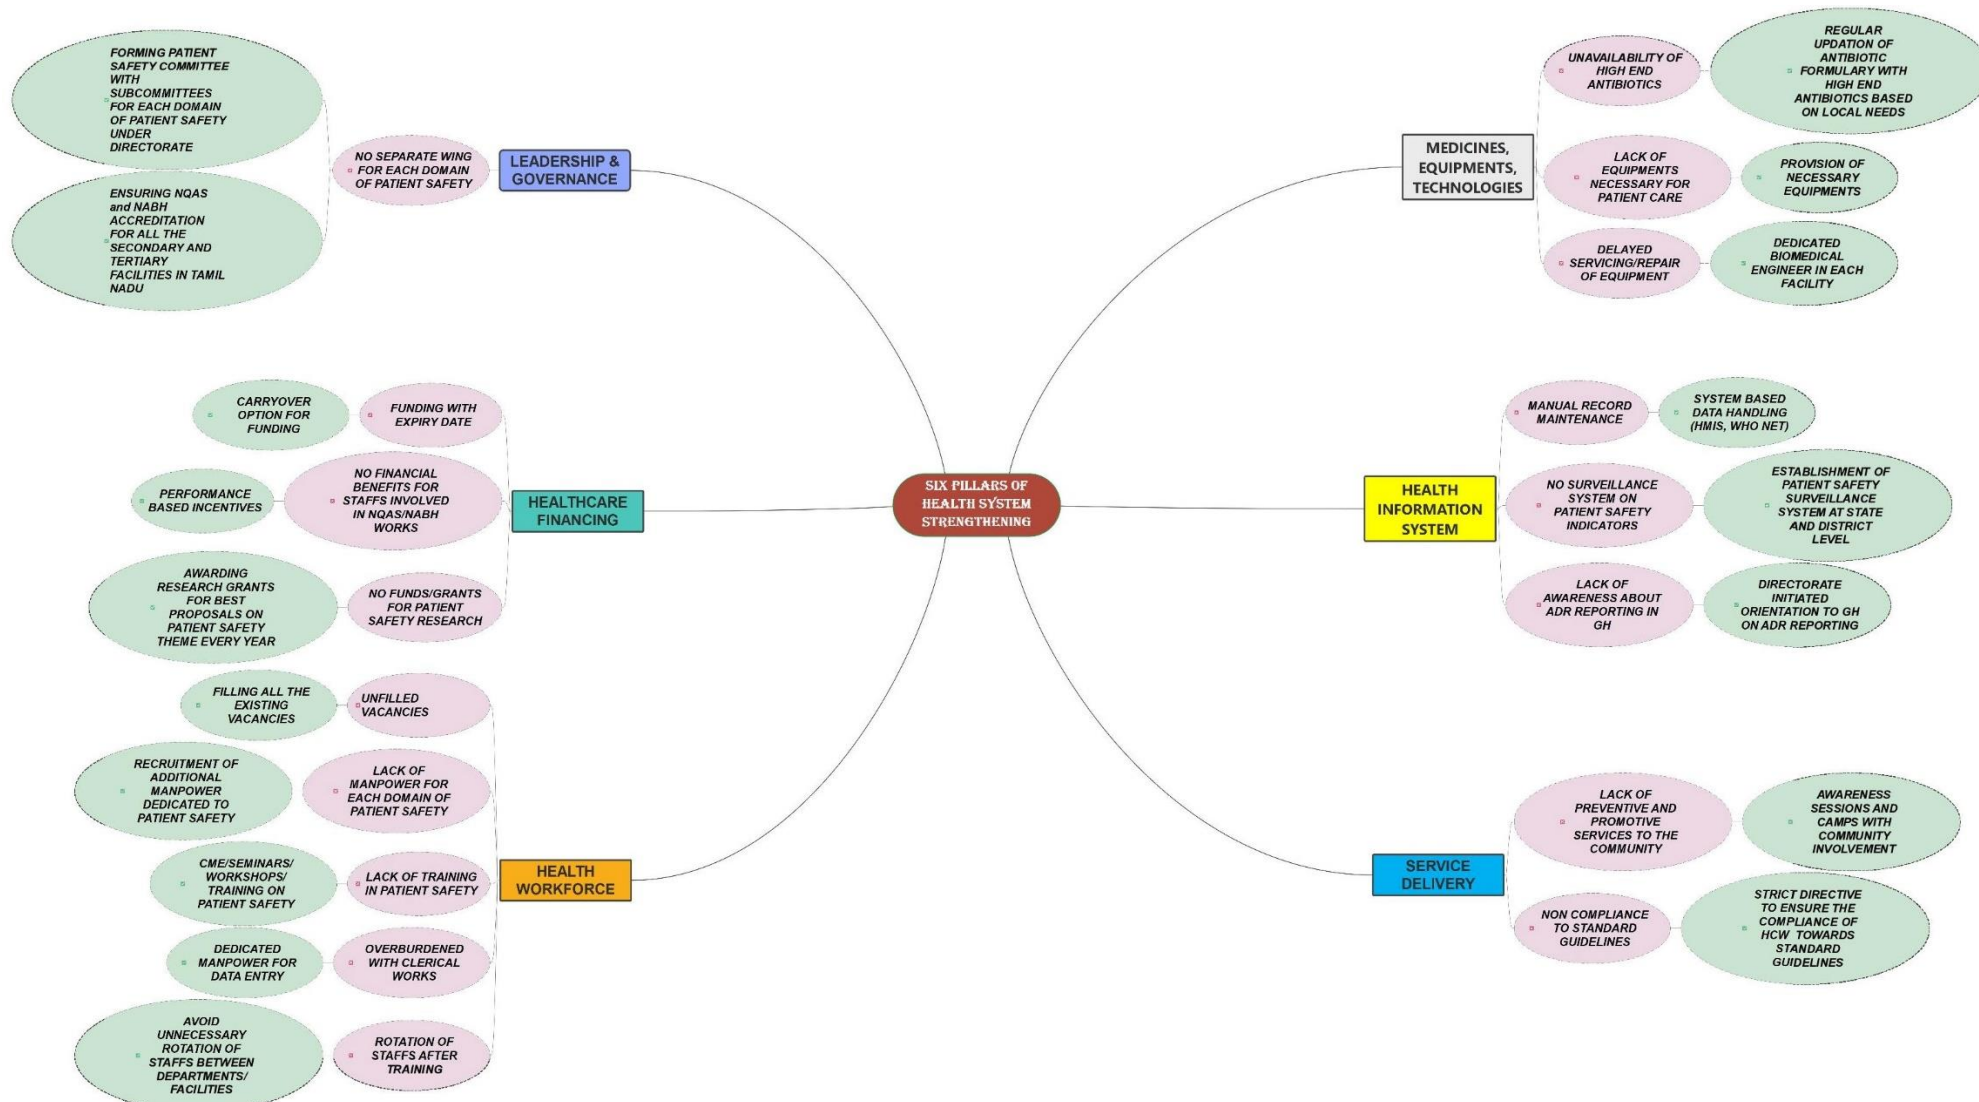 FORMING PATIENT
SAFETY COMMITTEE
WITH
SUBCOMMITTEES
FOR EACH DOMAIN
OF PATIENT SAFETY
UNDER
DIRECTORATE
ENSURING NQAS
and NABH
ACCREDITATION
FOR ALL THE
SECONDARY AND
TERTIARY
FACILITIES IN TAMIL
NADU
NO SEPARATE WING
FOR EACH DOMAIN
OF PATIENT SAFETY
LEADERSHIP &
GOVERNANCE
CARRYOVER
OPTION FOR
FUNDING
FUNDING WITH
EXPIRY DATE
PERFORMANCE
BASED INCENTIVES
NO FINANCIAL
BENEFITS FOR
STAFFS INVOLVED
IN NQAS/NABH
WORKS
AWARDING
RESEARCH GRANTS
FOR BEST
PROPOSALS ON
PATIENT SAFETY
THEME EVERY YEAR
NO FUNDS/GRANTS
FOR PATIENT
SAFETY RESEARCH
HEALTHCARE
FINANCING
FILLING ALL THE
EXISTING
VACANCIES
UNFILLED
VACANCIES
RECRUITMENT OF
ADDITIONAL
MANPOWER
DEDICATED TO
PATIENT SAFETY
LACK OF
MANPOWER FOR
EACH DOMAIN OF
PATIENT SAFETY
CME/SEMINARS/
WORKSHOPS/
TRAINING ON
PATIENT SAFETY
LACK OF TRAINING
IN PATIENT SAFETY
DEDICATED
MANPOWER FOR
DATA ENTRY
OVERBURDENED
WITH CLERICAL
WORKS
AVOID
UNNECESSARY
ROTATION OF
STAFFS BETWEEN
DEPARTMENTS/
FACILITIES
ROTATION OF
STAFFS AFTER
TRAINING
HEALTH
WORKFORCE
SIX PILLARS OF
HEALTH SYSTEM
STRENGTHENING
MEDICINES,
EQUIPMENTS,
TECHNOLOGIES
UNAVAILABILITY OF
HIGH END
ANTIBIOTICS
REGULAR
UPDATION OF
ANTIBIOTIC
FORMULARY WITH
HIGH END
ANTIBIOTICS BASED
ON LOCAL NEEDS
LACK OF
EQUIPMENTS
NECESSARY FOR
PATIENT CARE
PROVISION OF
NECESSARY
EQUIPMENTS
DELAYED
SERVICING/REPAIR
OF EQUIPMENT
DEDICATED
BIOMEDICAL
ENGINEER IN EACH
FACILITY
HEALTH
INFORMATION
SYSTEM
MANUAL RECORD
MAINTENANCE
SYSTEM BASED
DATA HANDLING
(HMIS, WHO NET)
NO SURVEILLANCE
SYSTEM ON
PATIENT SAFETY
INDICATORS
ESTABLISHMENT OF
PATIENT SAFETY
SURVEILLANCE
SYSTEM AT STATE
AND DISTRICT
LEVEL
LACK OF
AWARENESS ABOUT
ADR REPORTING IN
GH
DIRECTORATE
INITIATED
ORIENTATION TO GH
ON ADR REPORTING
SERVICE
DELIVERY
LACK OF
PREVENTIVE AND
PROMOTIVE
SERVICES TO THE
COMMUNITY
AWARENESS
SESSIONS AND
CAMPS WITH
COMMUNITY
INVOLVEMENT
NON COMPLIANCE
TO STANDARD
GUIDELINES
STRICT DIRECTIVE
TO ENSURE THE
COMPLIANCE OF
HCW TOWARDS
STANDARD
GUIDELINES